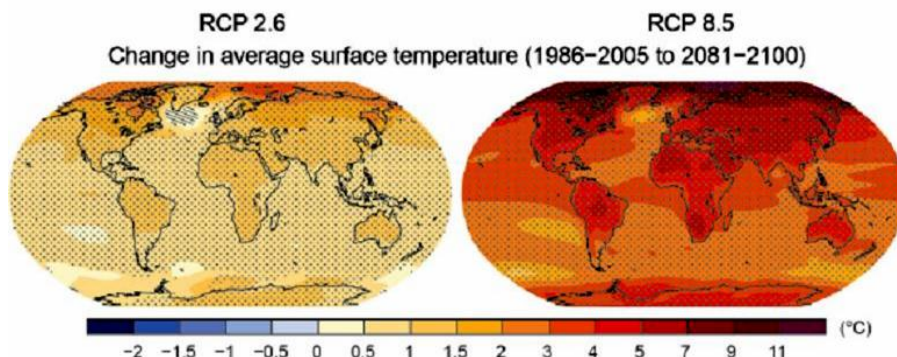 RCP 2.6 RCP 8.5
Change in average surface temperature (1986−2005 to 2081−2100)
(°C)
−2 −1.5 −1 −0.5 0 0.5 1 1.5 2 3 4 5 7 9 11